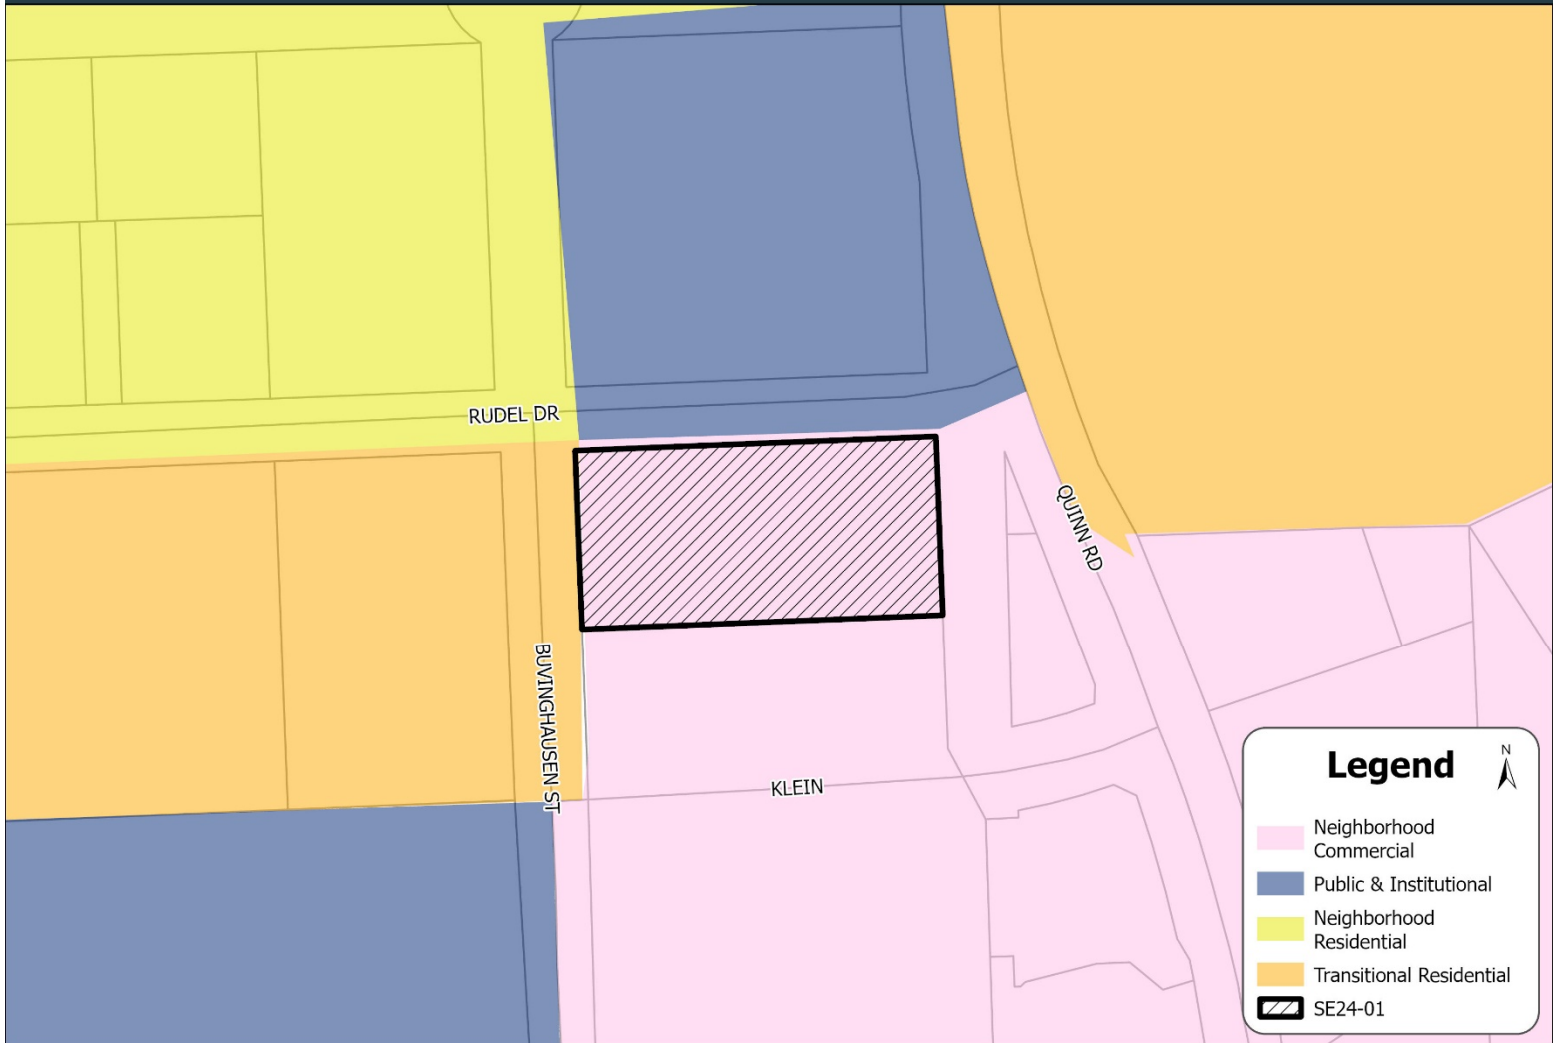 RUDEL DR
QUINN RD
BUVINGHAUSEN ST
KLEIN
Legend
N
Neighborhood
Commercial
Public & Institutional
Neighborhood
Residential
Transitional Residential
SE24-01